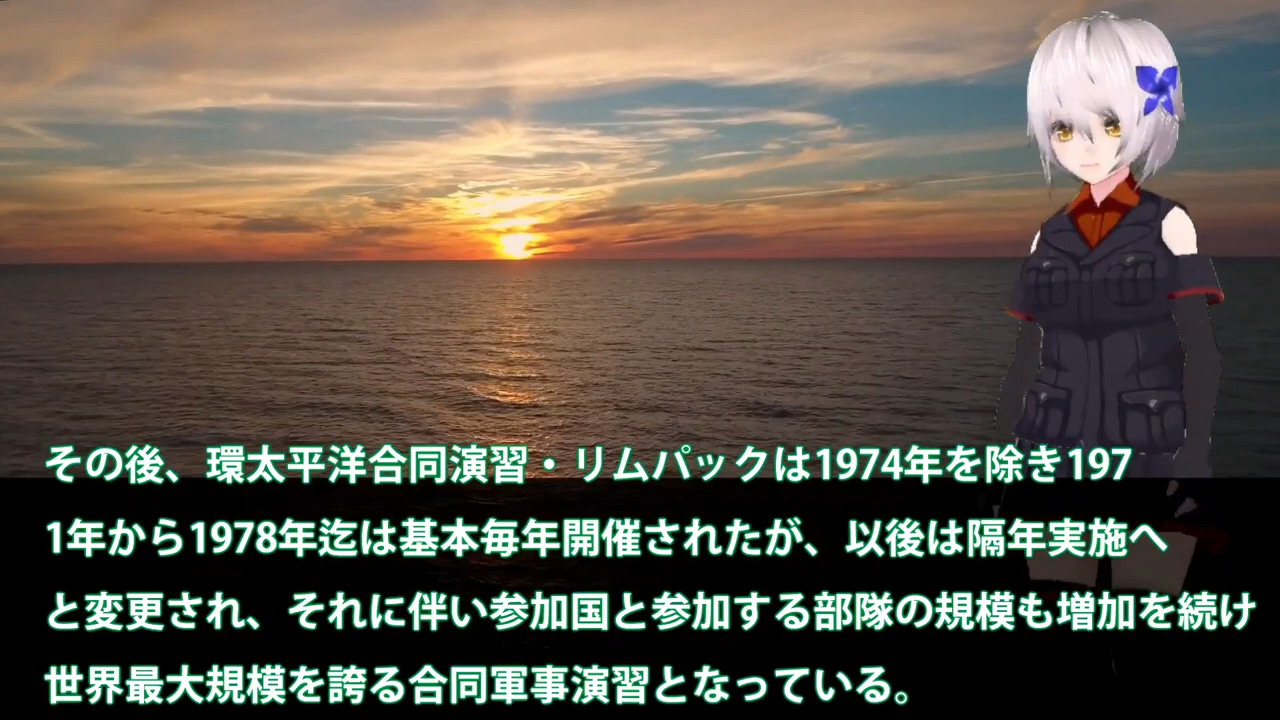 その後、環太平洋合同演習・リムパックは1974年を除き197
1年から1978年迄は基本毎年開催されたが、以後は隔年実施へ
と変更され、それに伴い参加国と参加する部隊の規模も増加を続け
世界最大規模を誇る合同軍事演習となっている。